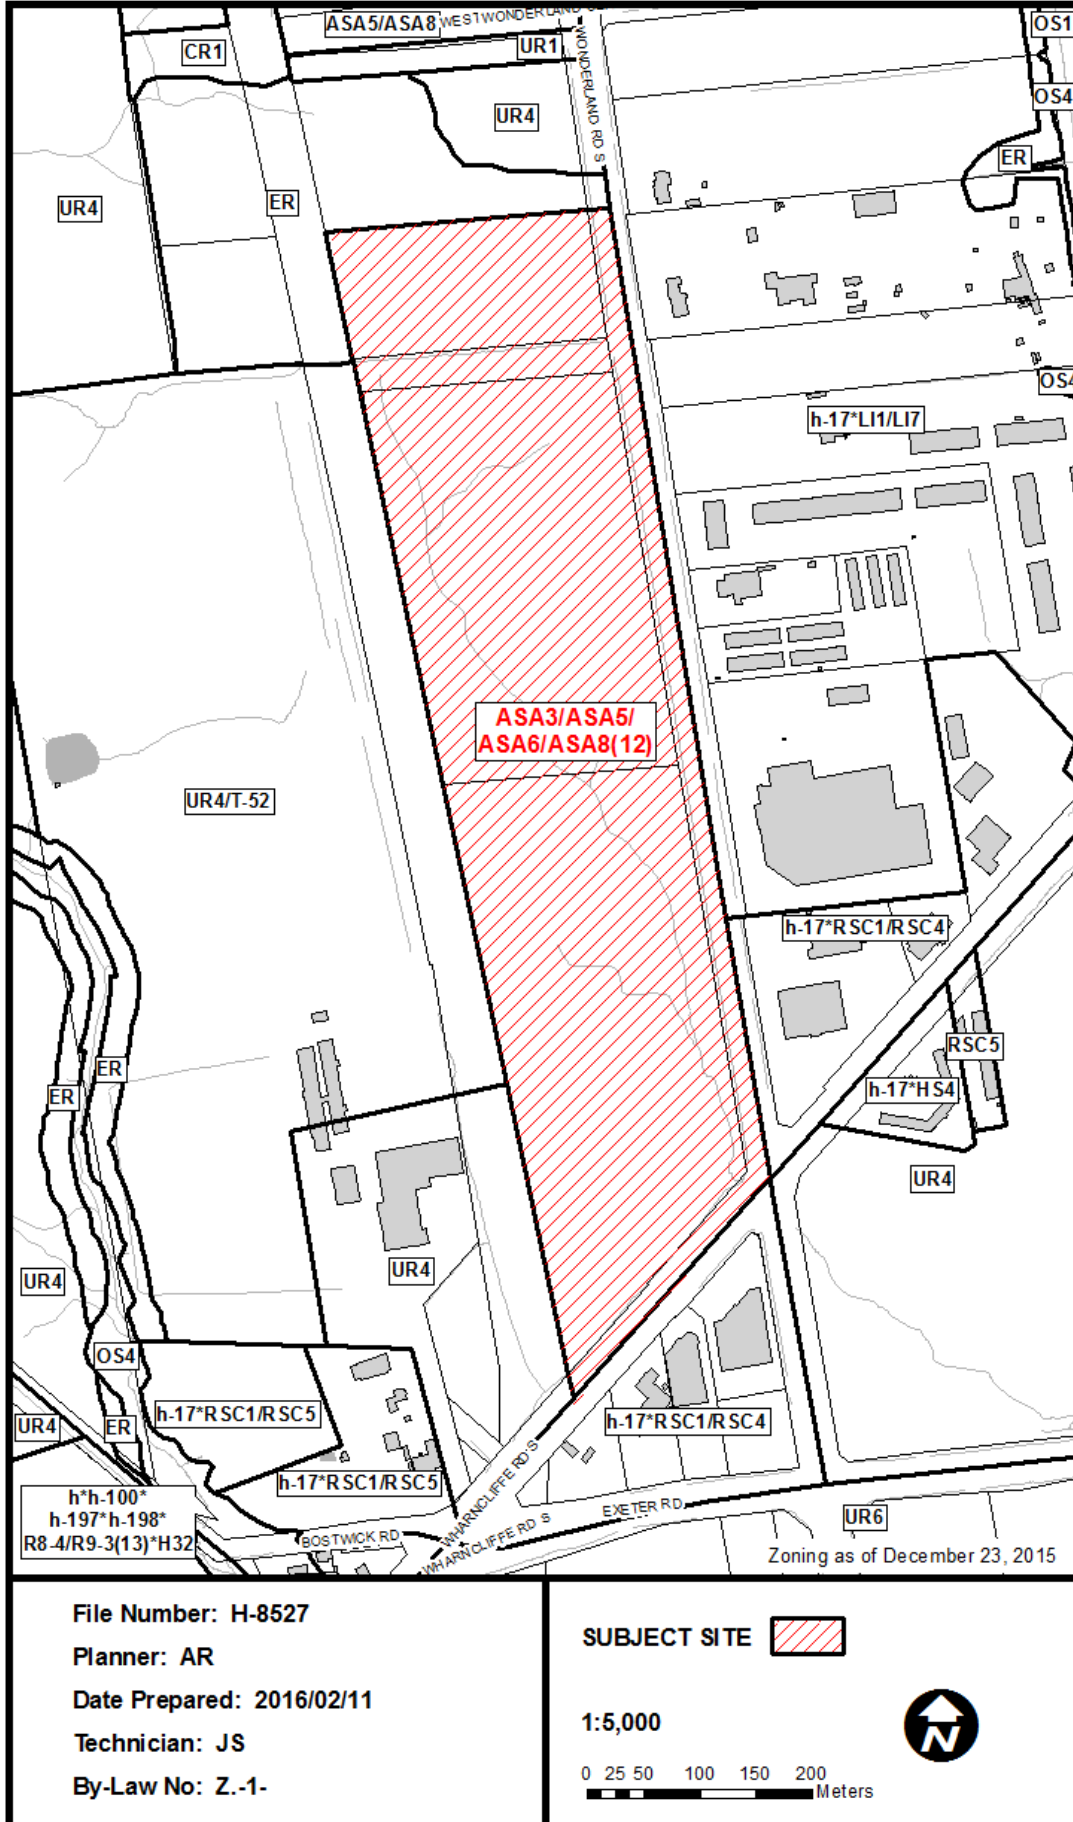 ASA5/ASA8
WESTWONDERLAND
OS1
CR1
UR1
WONDERLAND RD S
OS4
UR4
ER
UR4
ER
OS4
h-17*LI1/LI7
ASA3/ASA5/
ASA6/ASA8(12)
UR4/T-52
h-17*RSC1/RSC4
RSC5
ER
h-17*HS4
ER
UR4
UR4
UR4
OS4
h-17*RSC1/RSC5
h-17*RSC1/RSC4
UR4
ER
h-17*RSC1/RSC5
WHARNCLIFFE RD S
h*h-100*
h-197*h-198*
R8-4/R9-3(13)*H32
EXETER RD
UR6
BOSTWICK RD
WHARNCLIFFE RD S
Zoning as of December 23, 2015
File Number: H-8527
Planner: AR
Date Prepared: 2016/02/11
Technician: JS
By-Law No: Z.-1-
SUBJECT SITE
1:5,000
N
0 25 50 100 150 200
Meters